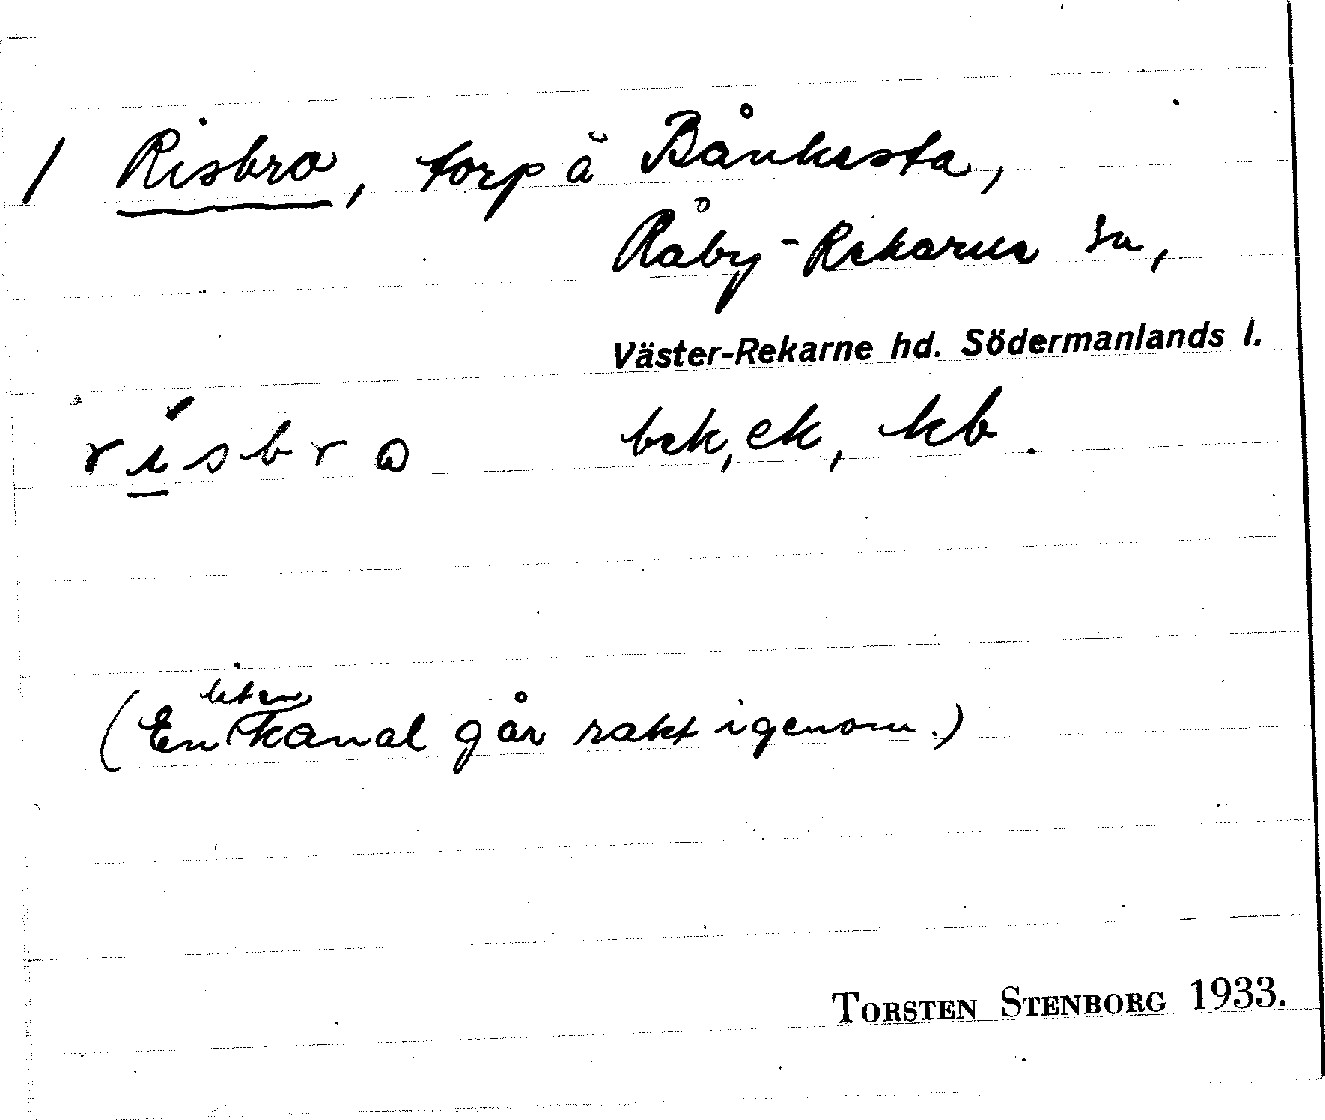 1 Risbro, torp å Bånkesta,
Råby-Rekarne sn,
Väster-Rekarne hd. Södermanlands l.
rísbro bek, ek, kb.
(En liten kanal går rakt igenom.)
TORSTEN STENBORG 1933.